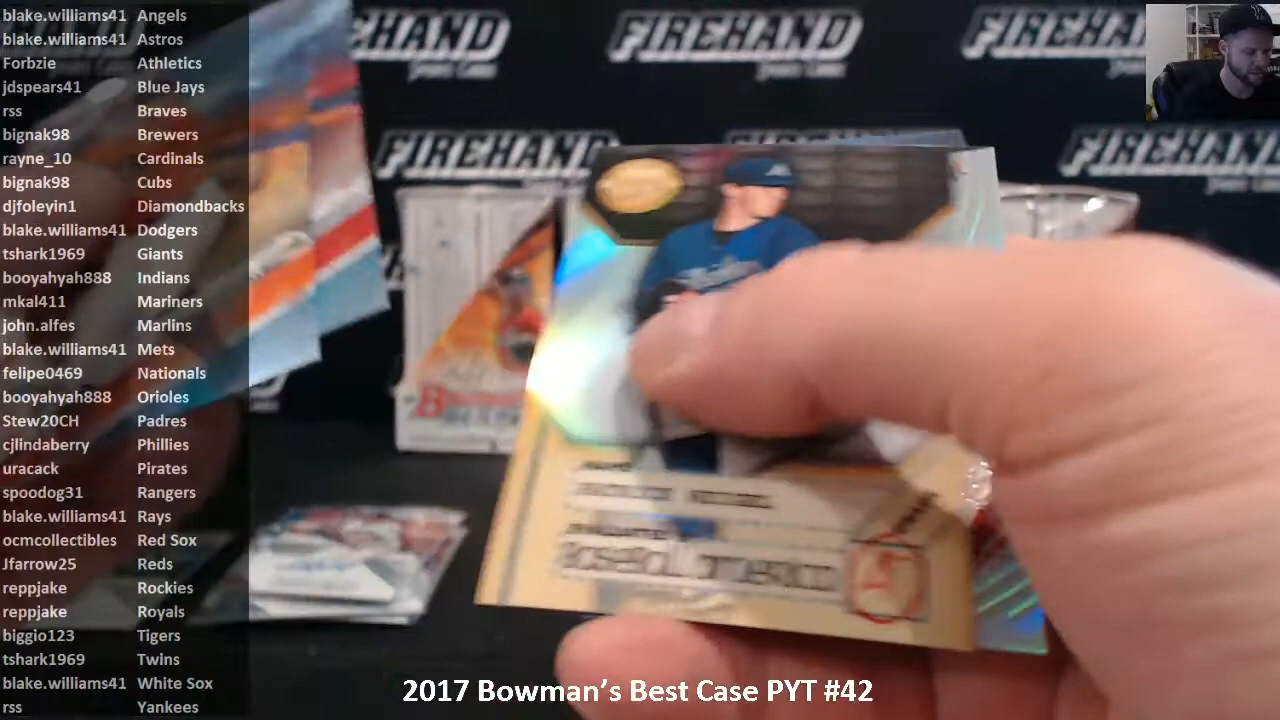 blake.williams41 Angels
blake.williams41 Astros
Forbzie Athletics
jdspears41 Blue Jays
rss Braves
bignak98 Brewers
rayne_10 Cardinals
bignak98 Cubs
djfoleyin1 Diamondbacks
blake.williams41 Dodgers
tshark1969 Giants
booyahyah888 Indians
mkal411 Mariners
john.alfes Marlins
blake.williams41 Mets
felipe0469 Nationals
booyahyah888 Orioles
Stew20CH Padres
cjlindaberry Phillies
uracack Pirates
spoodog31 Rangers
blake.williams41 Rays
ocmcollectibles Red Sox
Jfarrow25 Reds
reppjake Rockies
reppjake Royals
biggio123 Tigers
tshark1969 Twins
blake.williams41 White Sox
rss Yankees
FIREHAND
FIREHAND
FIREHAND
FIREHAND
FIREHAND
Baseball America
2017 Bowman's Best Case PYT #42